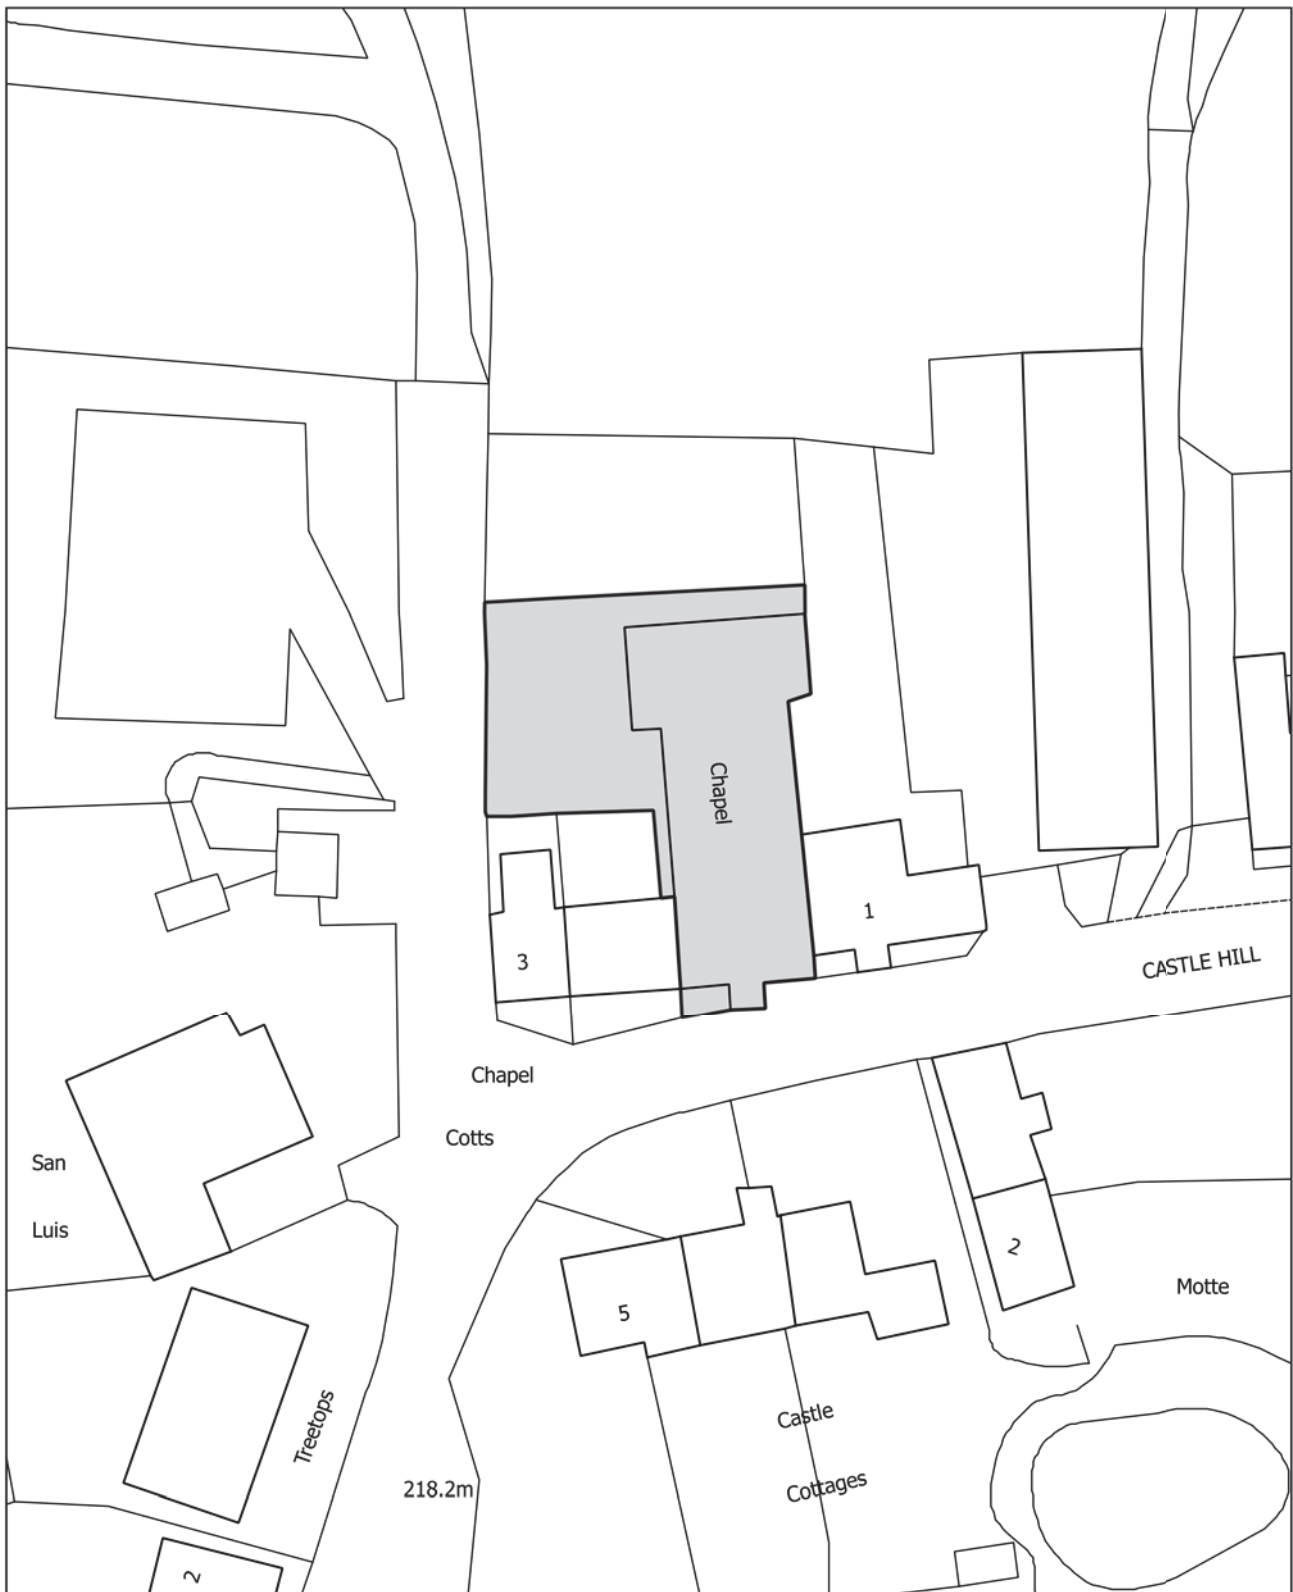 Chapel
1
3
CASTLE HILL
Chapel
Cotts
San
Luis
2
Motte
5
Treetops
Castle
Cottages
218.2m
2